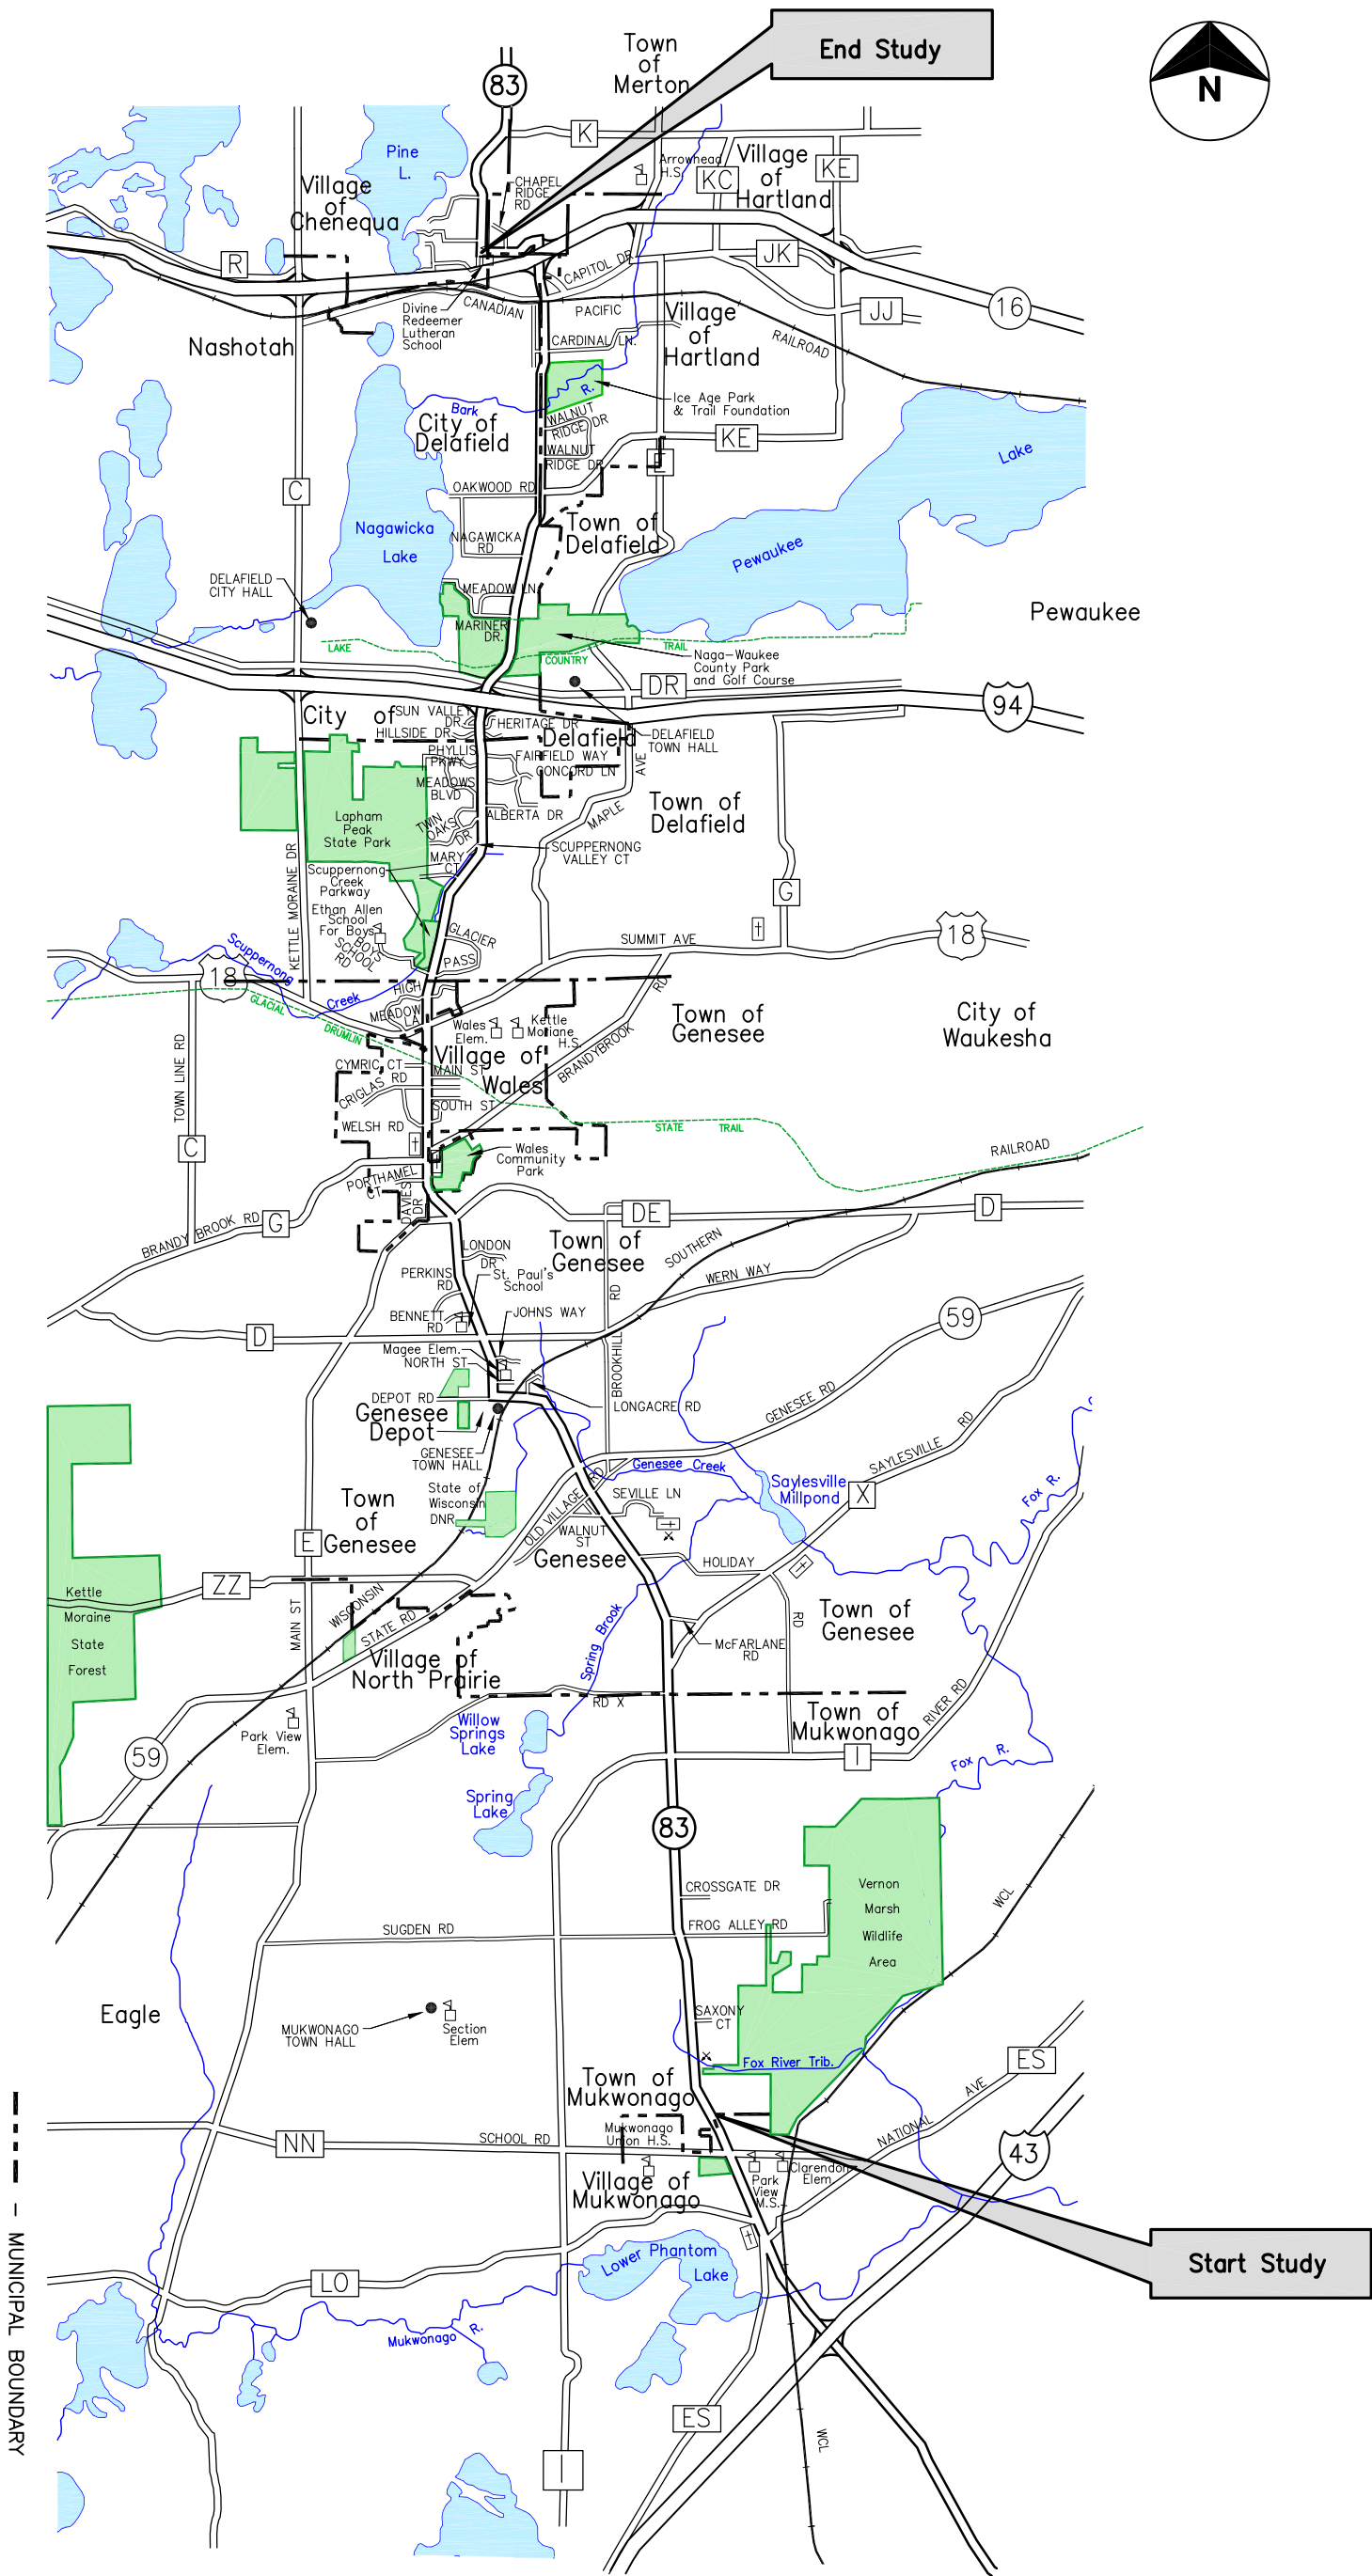 End Study
Town
of
Merton
83
N
K
Pine
L.
Arrowhead
H.S.
Village
of
Hartland
KC
KE
CHAPEL
RIDGE
RD
Village
of
Chenequa
R
CAPITOL DR
JK
16
JJ
Divine
Redeemer
Lutheran
School
CANADIAN
PACIFIC
RAILROAD
Village
of
Hartland
Nashotah
CARDINAL LN.
Bark
R.
Ice Age Park
& Trail Foundation
City of
Delafield
WALNUT
RIDGE DR
WALNUT
RIDGE DR
KE
E
Lake
C
OAKWOOD RD
Nagawicka
Lake
NAGAWICKA
RD
Town of
Delafield
Pewaukee
DELAFIELD
CITY HALL
MEADOW LN
MARINER
DR.
Pewaukee
LAKE
COUNTRY
TRAIL
Naga-Waukee
County Park
and Golf Course
DR
94
City of
SUN VALLEY
DR.
HILLSIDE DR.
HERITAGE DR
Delafield
DELAFIELD
TOWN HALL
PHYLLIS
PKWY
FAIRFIELD WAY
CONCORD LN
AVE
MEADOWS
BLVD
ALBERTA DR
MAPLE
Town of
Delafield
Lapham
Peak
State Park
TWIN
OAKS
DR
MARY
CT
SCUPPERNONG
VALLEY CT
KETTLE MORAINE DR
Scuppernong
Creek
Parkway
G
Ethan Allen
School
For Boys
BOYS
SCHOOL
RD
GLACIER
PASS
SUMMIT AVE
18
18
Scuppernong
Creek
HIGH
MEADOW
LA
RD
GLACIAL
DRUMLIN
Wales
Elem.
Kettle
Moriane
H.S.
Town of
Genesee
City of
Waukesha
TOWN LINE RD
CYMRIC CT
CRIGLAS RD
MAIN ST
Village of
Wales
BRANDYBROOK
SOUTH ST
WELSH RD
STATE
TRAIL
C
Wales
Community
Park
RAILROAD
PORTHAMEL
CT
DAVIES
DR
BRANDY BROOK RD
G
DE
D
LONDON
DR
Town of
Genesee
SOUTHERN
WERN WAY
PERKINS
RD
St. Paul's
School
RD
BENNETT
RD
JOHNS WAY
59
D
Magee Elem.
NORTH ST
BROOKHILL
DEPOT RD
LONGACRE RD
GENESEE RD
Genesee
Depot
GENESEE
TOWN HALL
SAYLESVILLE
RD
Genesee Creek
State of
Wisconsin
DNR
RD
OLD VILLAGE
SEVILLE LN
Saylesville
Millpond
X
Fox R.
Town
of
Genesee
E
WALNUT
ST
Genesee
HOLIDAY
RD
ZZ
Kettle
Moraine
State
Forest
MAIN ST
WISCONSIN
STATE RD
Spring Brook
Town of
Genesee
McFARLANE
RD
Village of
North Prairie
RD X
Town of
Mukwonago
RIVER RD
Park View
Elem.
Willow
Springs
Lake
59
I
Fox R.
Spring
Lake
83
CROSSGATE DR
Vernon
Marsh
Wildlife
Area
WCL
SUGDEN RD
FROG ALLEY RD
Eagle
MUKWONAGO
TOWN HALL
Section
Elem
SAXONY
CT
Fox River Trib.
ES
Town of
Mukwonago
AVE
NATIONAL
Mukwonago
Union H.S.
NN
SCHOOL RD
43
Park
View
M.S.
Clarendon
Elem.
Village of
Mukwonago
Start Study
Lower Phantom
Lake
LO
Mukwonago R.
ES
WCL
I
- MUNICIPAL BOUNDARY